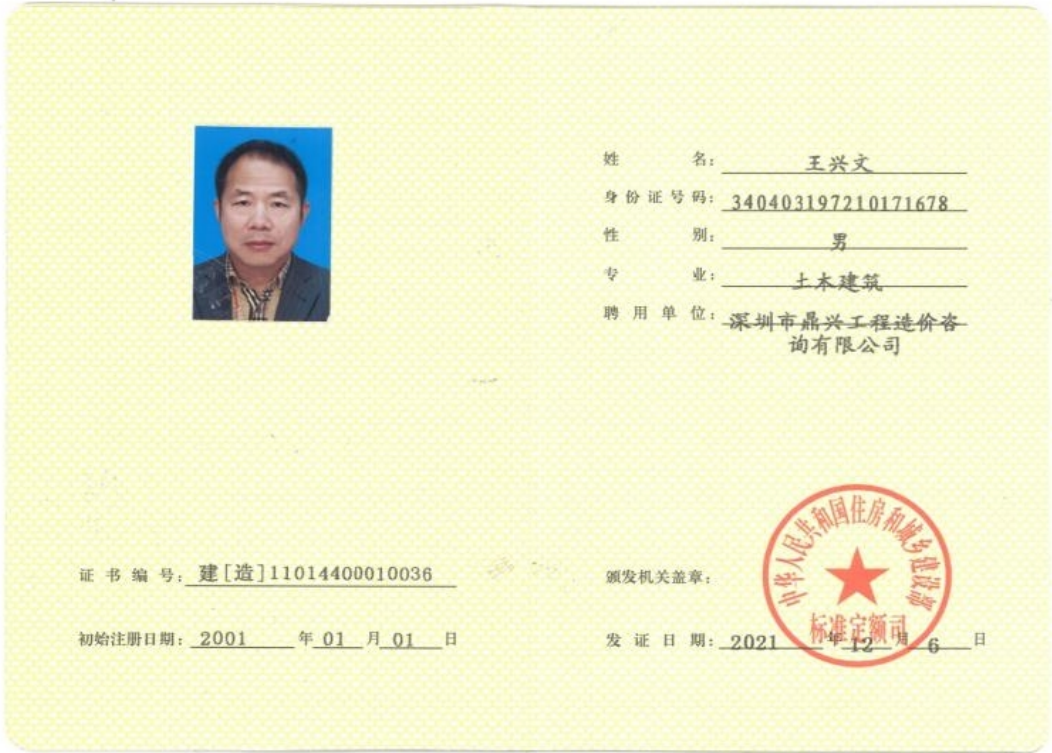 姓名：王兴文
身份证号码：340403197210171678
性别：男
专业：土木建筑
聘用单位：深圳市鼎兴工程造价咨
询有限公司
证书编号：建[造]11014400010036
初始注册日期：2001年01月01日
颁发机关盖章：
中华人民共和国住房和城乡建设部
标准定额司
发证日期：2021年12月6日